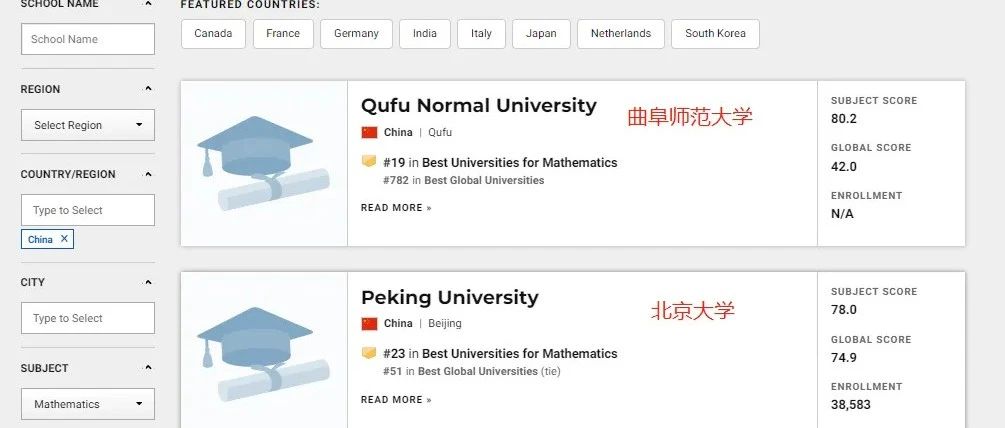 SCHOOL NAME
School Name
REGION
Select Region
COUNTRY/REGION
Type to Select
China X
CITY
Type to Select
SUBJECT
Mathematics
FEATURED COUNTRIES:
Canada France Germany India Italy Japan Netherlands South Korea
Qufu Normal University 曲阜师范大学
China | Qufu
#19 in Best Universities for Mathematics
#782 in Best Global Universities
READ MORE »
SUBJECT SCORE
80.2
GLOBAL SCORE
42.0
ENROLLMENT
N/A
Peking University 北京大学
China | Beijing
#23 in Best Universities for Mathematics
#51 in Best Global Universities (tie)
READ MORE »
SUBJECT SCORE
78.0
GLOBAL SCORE
74.9
ENROLLMENT
38,583